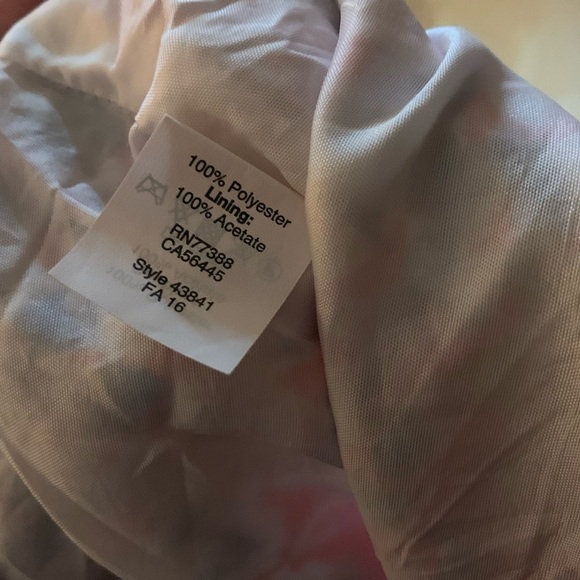 100% Polyester
Lining:
100% Acetate
RN77388
CA56445
Style 43841
FA 16